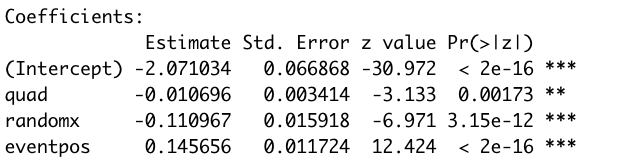 Coefficients:
Estimate Std. Error z value Pr(>|z|)
(Intercept) -2.071034 0.066868 -30.972 < 2e-16 ***
quad -0.010696 0.003414 -3.133 0.00173 **
randomx -0.110967 0.015918 -6.971 3.15e-12 ***
eventpos 0.145656 0.011724 12.424 < 2e-16 ***